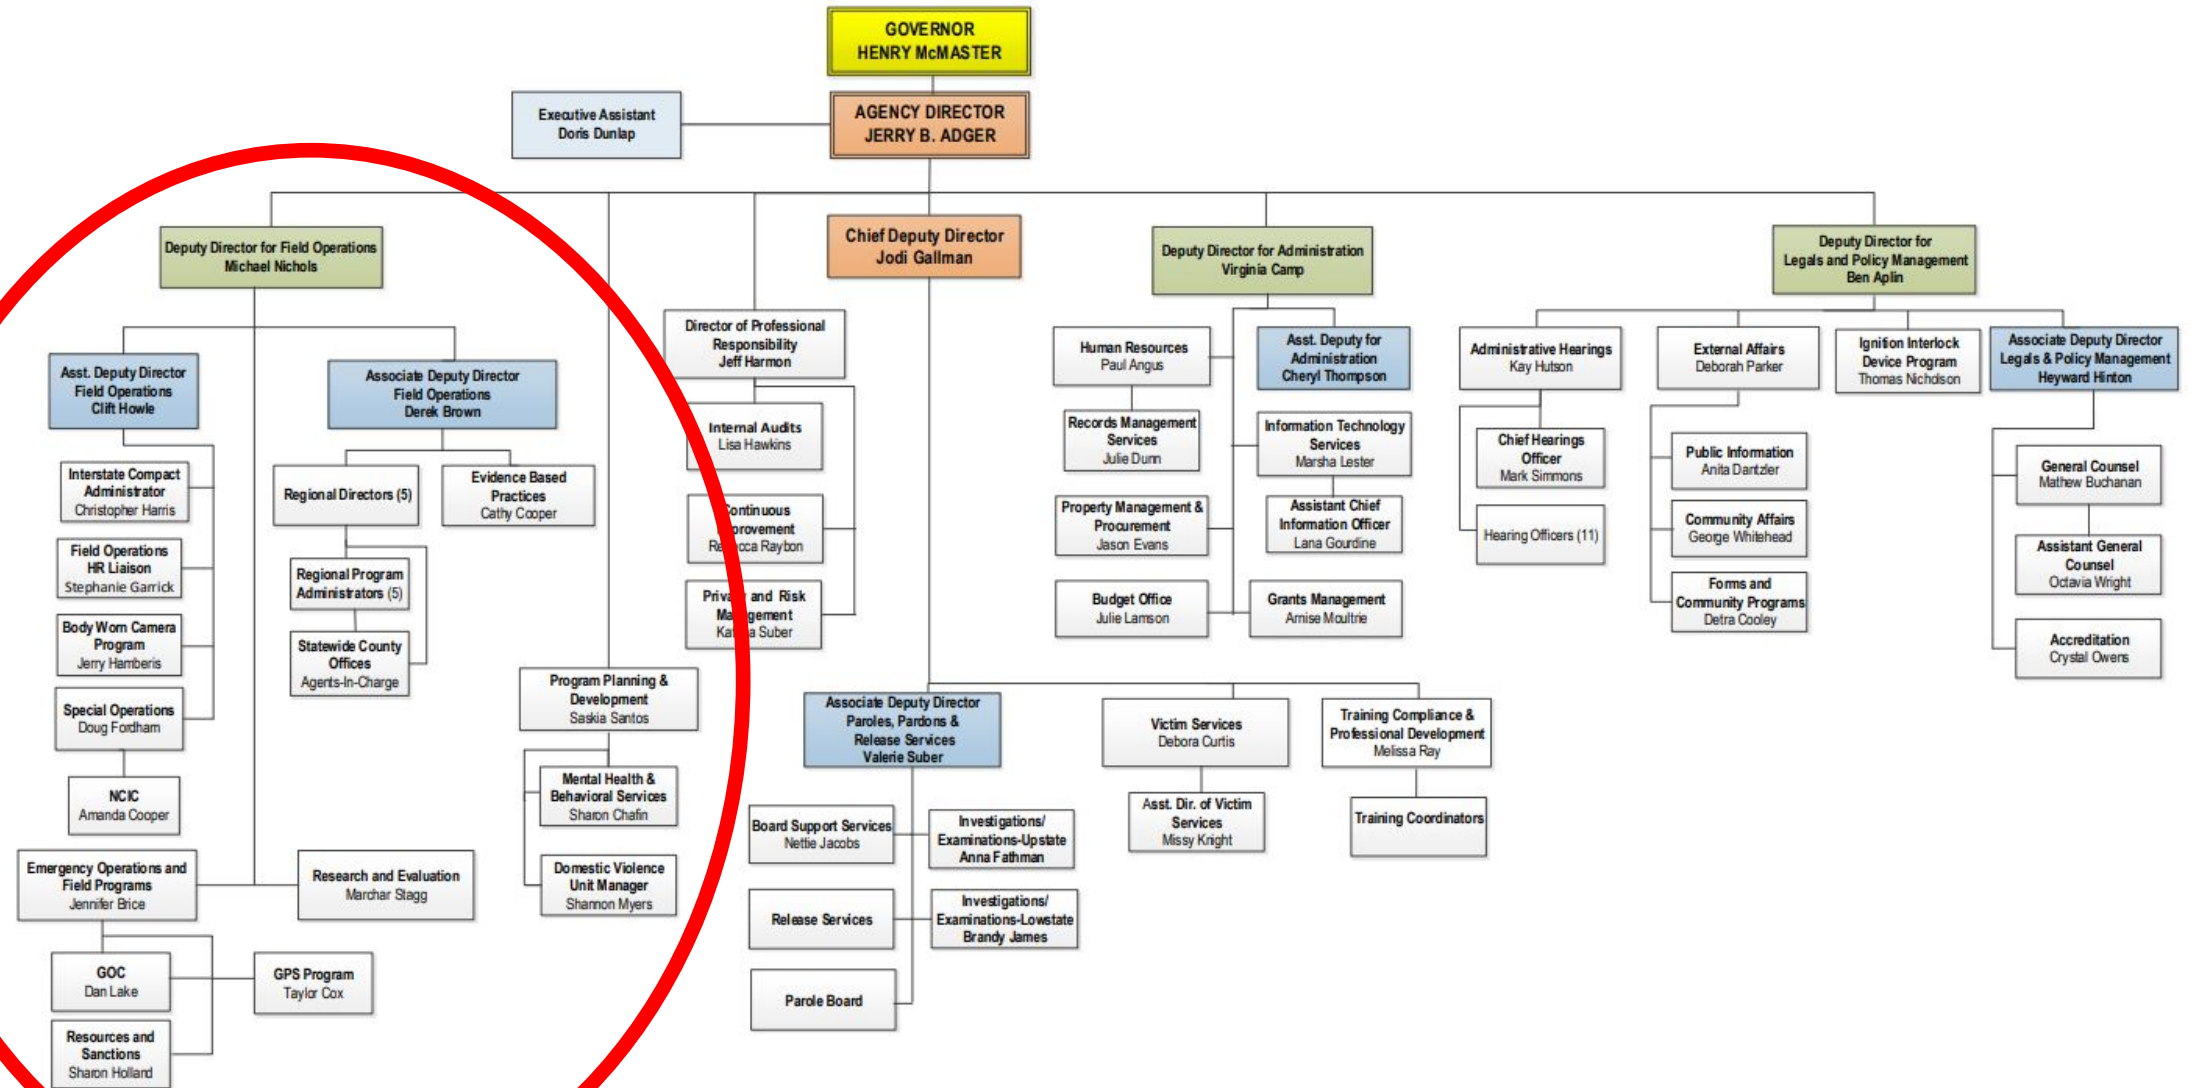 GOVERNOR
HENRY McMASTER
Executive Assistant
Doris Dunlap
AGENCY DIRECTOR
JERRY B. ADGER
Deputy Director for Field Operations
Michael Nichols
Chief Deputy Director
Jodi Gallman
Deputy Director for Administration
Virginia Camp
Deputy Director for
Legals and Policy Management
Ben Aplin
Asst. Deputy Director
Field Operations
Clift Howle
Associate Deputy Director
Field Operations
Derek Brown
Interstate Compact
Administrator
Christopher Harris
Field Operations
HR Liaison
Stephanie Garrick
Body Worn Camera
Program
Jerry Hamberis
Special Operations
Doug Fordham
NCIC
Amanda Cooper
Regional Directors (5)
Evidence Based
Practices
Cathy Cooper
Regional Program
Administrators (5)
Statewide County
Offices
Agents-In-Charge
Emergency Operations and
Field Programs
Jennifer Brice
Research and Evaluation
Marchar Stagg
GOC
Dan Lake
GPS Program
Taylor Cox
Resources and
Sanctions
Sharon Holland
Program Planning &
Development
Saskia Santos
Mental Health &
Behavioral Services
Sharon Chafin
Domestic Violence
Unit Manager
Shannon Myers
Director of Professional
Responsibility
Jeff Harmon
Internal Audits
Lisa Hawkins
Continuous
Rebecca Raybon
Privacy and Risk
Management
Suber
Associate Deputy Director
Paroles, Pardons &
Release Services
Valerie Suber
Board Support Services
Nettie Jacobs
Investigations/
Examinations-Upstate
Anna Fathman
Release Services
Investigations/
Examinations-Lowstate
Brandy James
Parole Board
Victim Services
Debora Curtis
Asst. Dir. of Victim
Services
Missy Knight
Training Compliance &
Professional Development
Melissa Ray
Training Coordinators
Human Resources
Paul Angus
Asst. Deputy for
Administration
Cheryl Thompson
Records Management
Services
Julie Dunn
Information Technology
Services
Marsha Lester
Property Management &
Procurement
Jason Evans
Assistant Chief
Information Officer
Lana Gourdine
Budget Office
Julie Lamson
Grants Management
Arnise Moultrie
Administrative Hearings
Kay Hutson
Chief Hearings
Officer
Mark Simmons
Hearing Officers (11)
External Affairs
Deborah Parker
Public Information
Anita Dantzler
Community Affairs
George Whitehead
Forms and
Community Programs
Detra Cooley
Ignition Interlock
Device Program
Thomas Nicholson
Associate Deputy Director
Legals & Policy Management
Heyward Hinton
General Counsel
Mathew Buchanan
Assistant General
Counsel
Octavia Wright
Accreditation
Crystal Owens